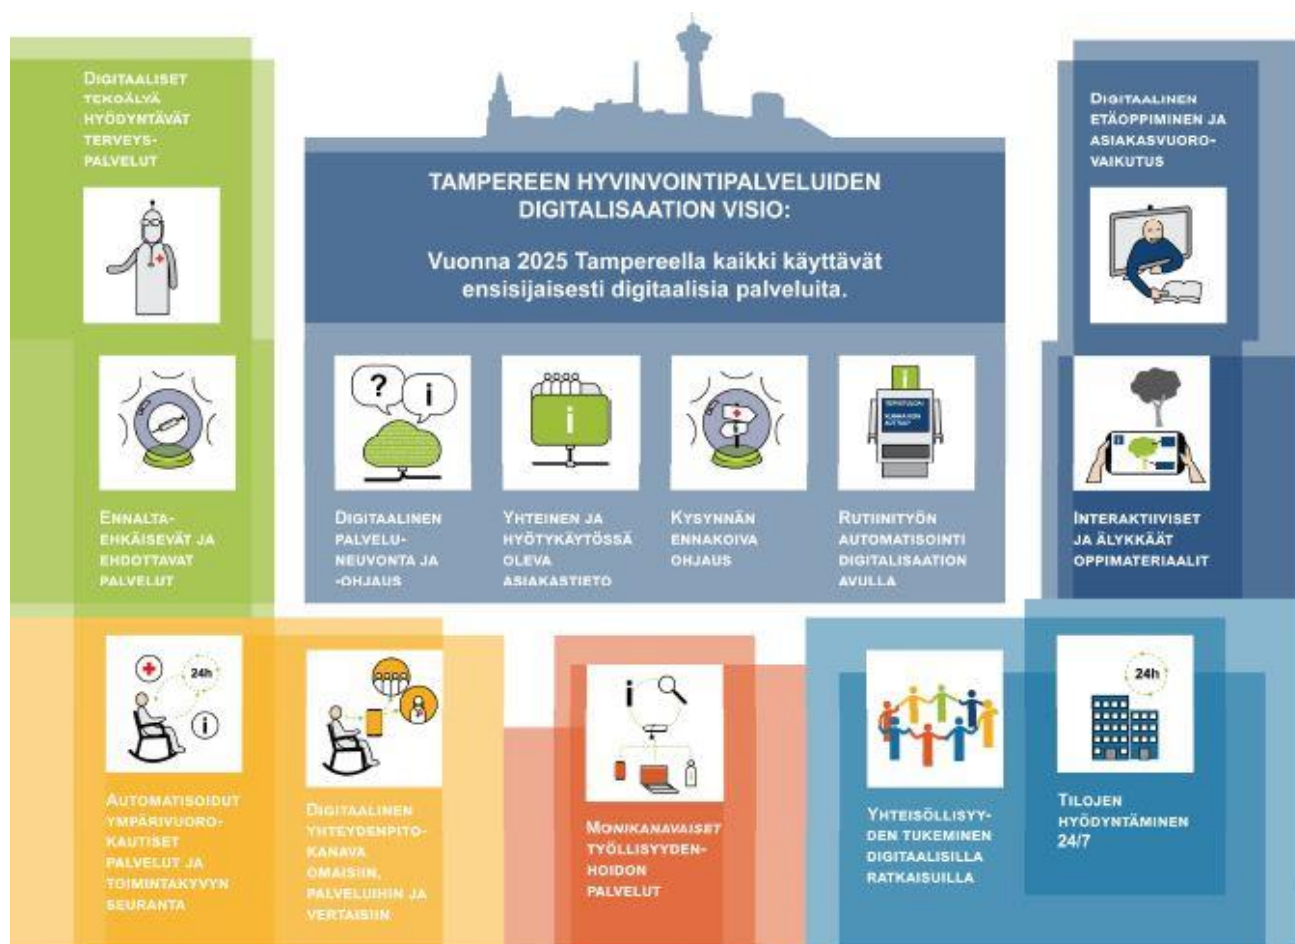 DIGITAALISET
TEKOÄLYÄ
HYÖDYNTÄVÄT
TERVEYS-
PALVELUT
TAMPEREEN HYVINVOINTIPALVELUIDEN
DIGITALISAATION VISIO:
Vuonna 2025 Tampereella kaikki käyttävät
ensisijaisesti digitaalisia palveluita.
DIGITAALINEN
ETÄOPPIMINEN JA
ASIAKASVUORO-
VAIKUTUS
ENNALTA-
EHKÄISEVÄT JA
EHDOTTAVAT
PALVELUT
?
i
DIGITAALINEN
PALVELU-
NEUVONTA JA
-OHJAUS
i
YHTEINEN JA
HYÖTYKÄYTÖSSÄ
OLEVA
ASIAKASTIETO
KYSYNNÄN
ENNAKOIVA
OHJAUS
i
RUTIINITYÖN
AUTOMATISOINTI
DIGITALISAATION
AVULLA
INTERAKTIIVISET
JA ÄLYKKÄÄT
OPPIMATERIAALIT
24h
i
AUTOMATISOIDUT
YMPÄRIVUORO-
KAUTISET
PALVELUT JA
TOIMINTAKYVYN
SEURANTA
DIGITAALINEN
YHTEYDENPITO-
KANAVA
OMAISIIN,
PALVELUIHIN JA
VERTAISIIN
i
MONIKANAVAISET
TYÖLLISYYDEN-
HOIDON
PALVELUT
YHTEISÖLLISYY-
DEN TUKEMINEN
DIGITAALISILLA
RATKAISUILLA
24h
TILOJEN
HYÖDYNTÄMINEN
24/7